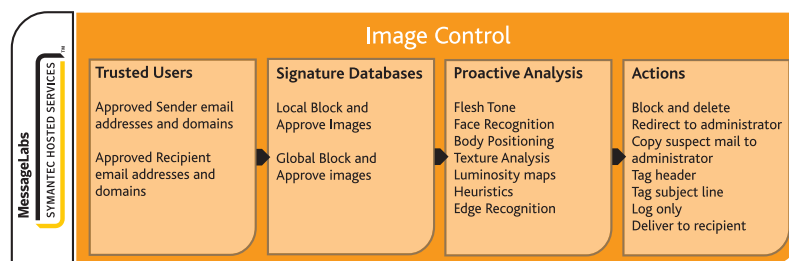 MessageLabs
SYMANTEC HOSTED SERVICES ™
Image Control
Trusted Users
Approved Sender email
addresses and domains
Approved Recipient
email addresses and
domains
Signature Databases
Local Block and
Approve Images
Global Block and
Approve images
Proactive Analysis
Flesh Tone
Face Recognition
Body Positioning
Texture Analysis
Luminosity maps
Heuristics
Edge Recognition
Actions
Block and delete
Redirect to administrator
Copy suspect mail to
administrator
Tag header
Tag subject line
Log only
Deliver to recipient